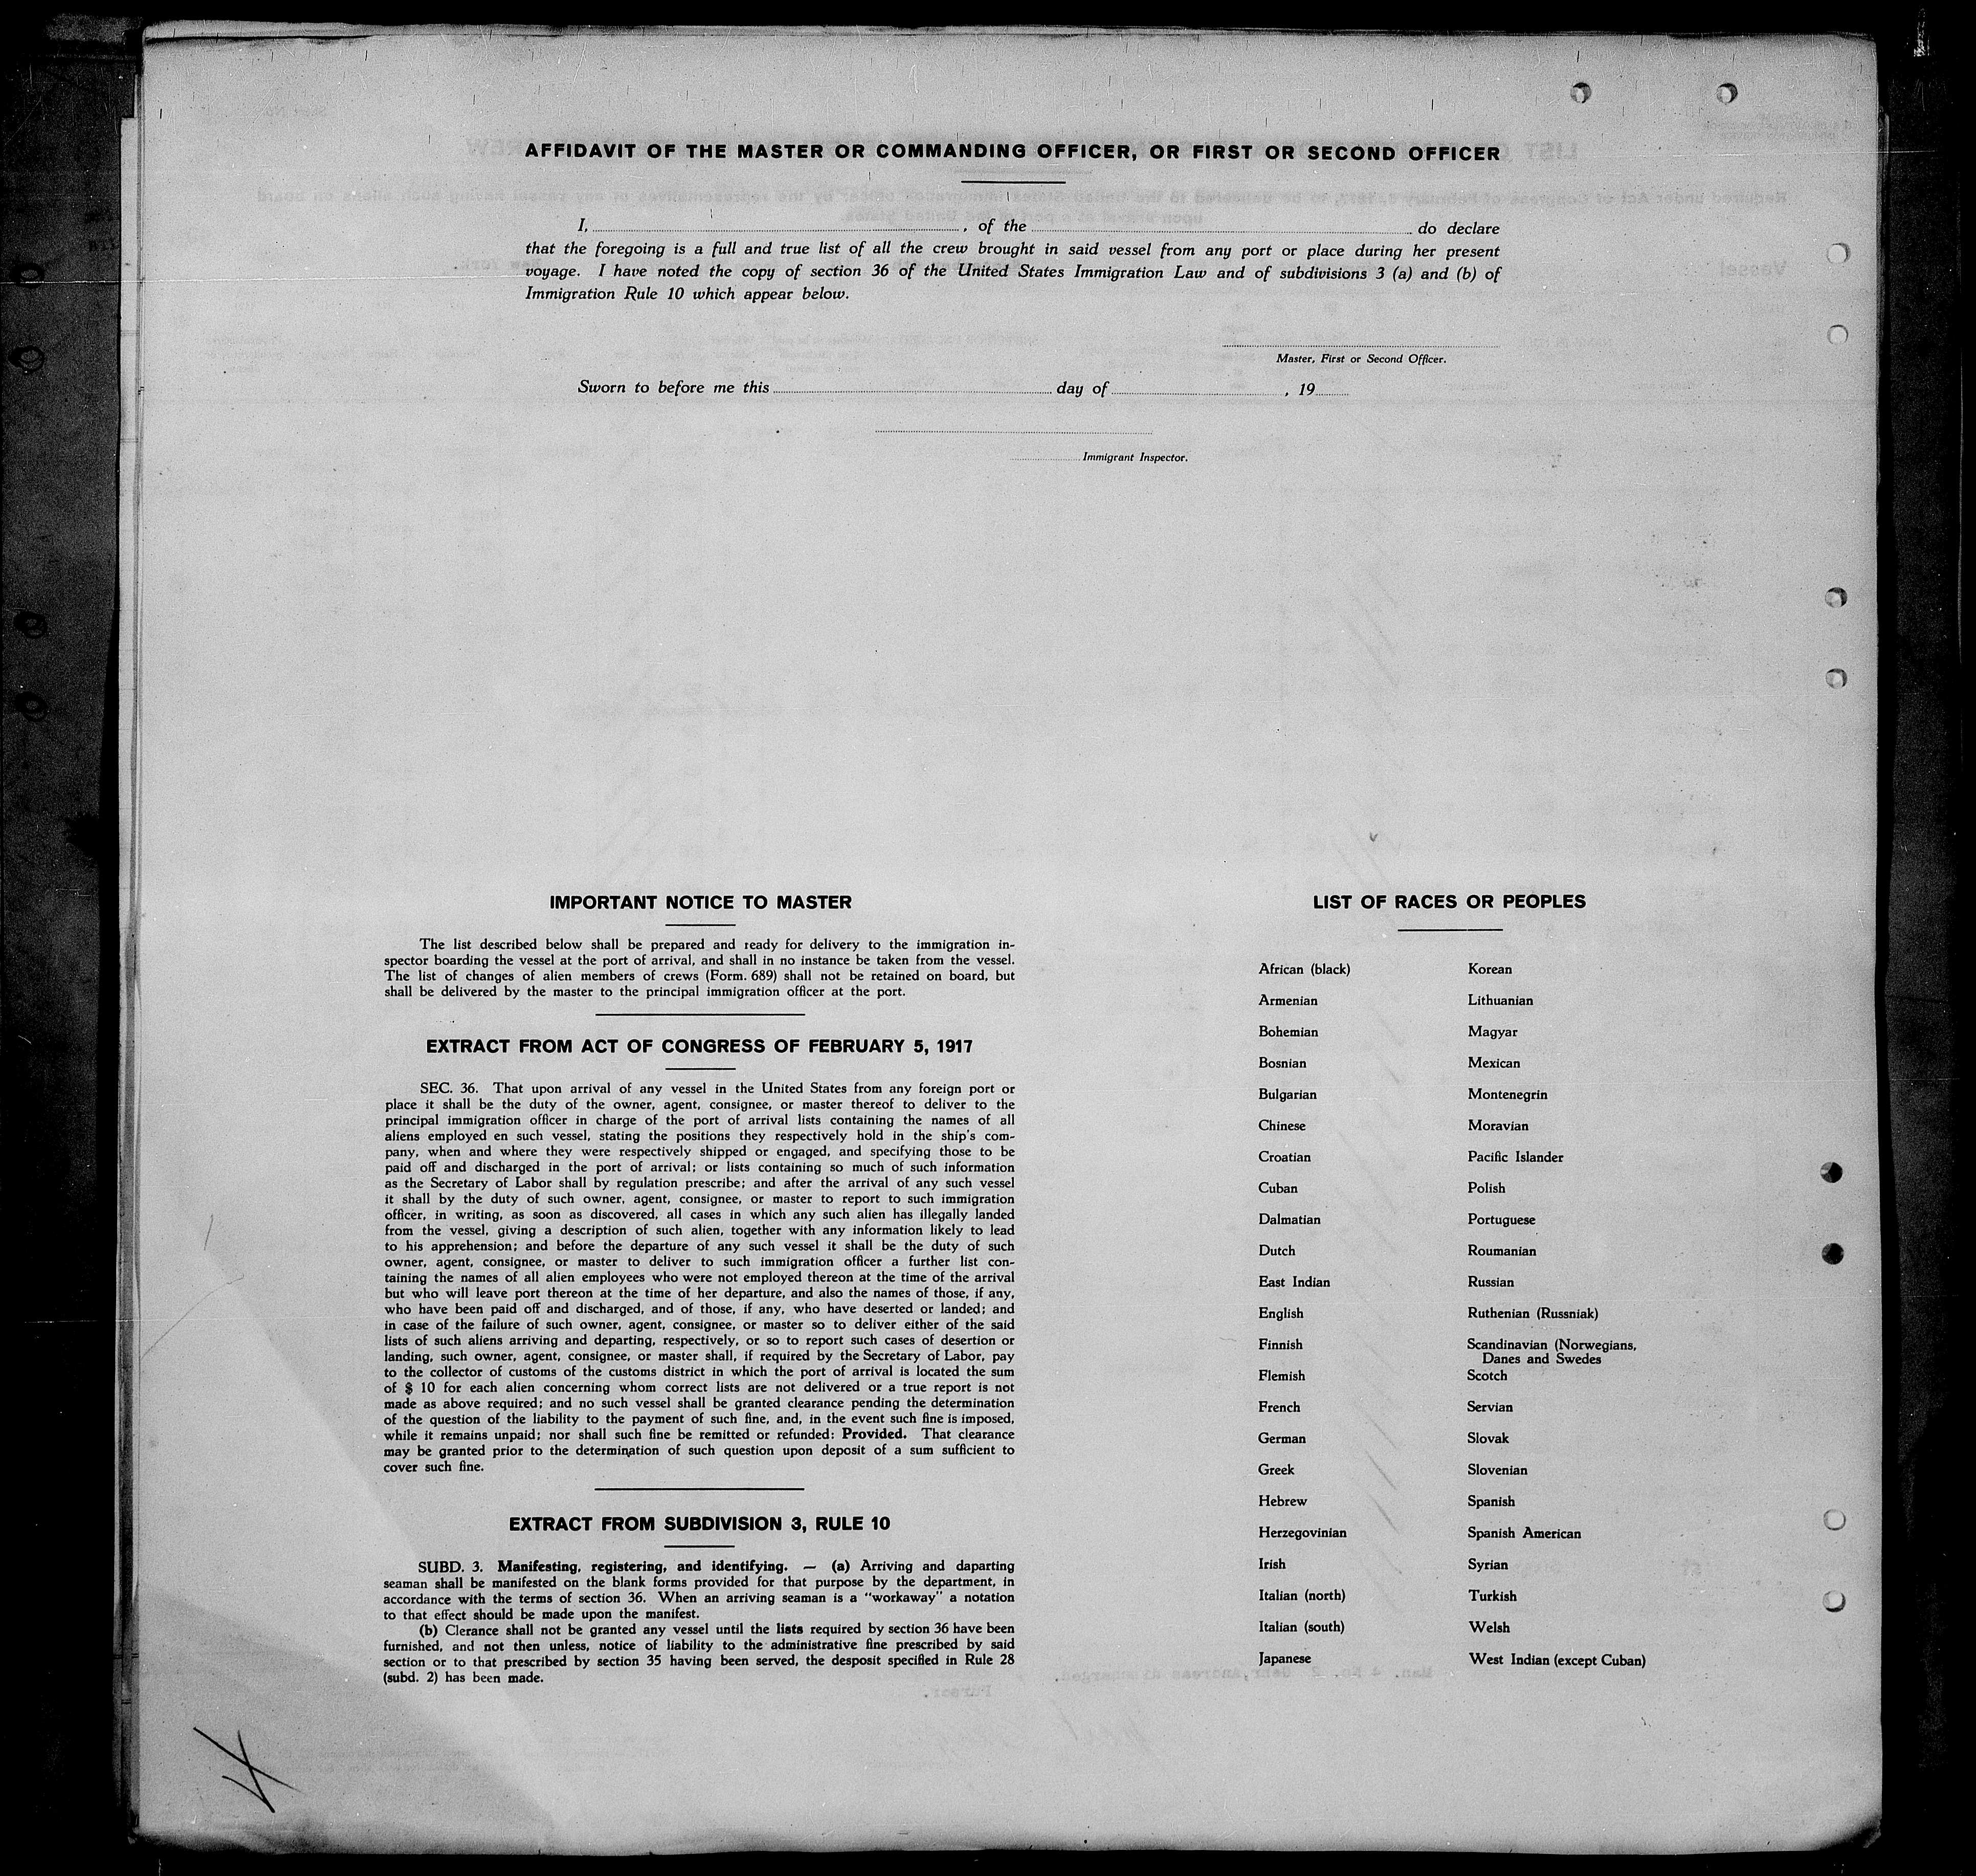 AFFIDAVIT OF THE MASTER OR COMMANDING OFFICER, OR FIRST OR SECOND OFFICER
I, , of the do declare
that the foregoing is a full and true list of all the crew brought in said vessel from any port or place during her present
voyage. I have noted the copy of section 36 of the United States Immigration Law and of subdivisions 3 (a) and (b) of
Immigration Rule 10 which appear below.
Master, First or Second Officer.
Sworn to before me this day of , 19
Immigrant Inspector.
IMPORTANT NOTICE TO MASTER
The list described below shall be prepared and ready for delivery to the immigration in-
spector boarding the vessel at the port of arrival, and shall in no instance be taken from the vessel.
The list of changes of alien members of crews (Form. 689) shall not be retained on board, but
shall be delivered by the master to the principal immigration officer at the port.
EXTRACT FROM ACT OF CONGRESS OF FEBRUARY 5, 1917
SEC. 36. That upon arrival of any vessel in the United States from any foreign port or
place it shall be the duty of the owner, agent, consignee, or master thereof to deliver to the
principal immigration officer in charge of the port of arrival lists containing the names of all
aliens employed en such vessel, stating the positions they respectively hold in the ship's com-
pany, when and where they were respectively shipped or engaged, and specifying those to be
paid off and discharged in the port of arrival; or lists containing so much of such information
as the Secretary of Labor shall by regulation prescribe; and after the arrival of any such vessel
it shall by the duty of such owner, agent, consignee, or master to report to such immigration
officer, in writing, as soon as discovered, all cases in which any such alien has illegally landed
from the vessel, giving a description of such alien, together with any information likely to lead
to his apprehension; and before the departure of any such vessel it shall be the duty of such
owner, agent, consignee, or master to deliver to such immigration officer a further list con-
taining the names of all alien employees who were not employed thereon at the time of the arrival
but who will leave port thereon at the time of her departure, and also the names of those, if any,
who have been paid off and discharged, and of those, if any, who have deserted or landed; and
in case of the failure of such owner, agent, consignee, or master so to deliver either of the said
lists of such aliens arriving and departing, respectively, or so to report such cases of desertion or
landing, such owner, agent, consignee, or master shall, if required by the Secretary of Labor, pay
to the collector of customs of the customs district in which the port of arrival is located the sum
of $ 10 for each alien concerning whom correct lists are not delivered or a true report is not
made as above required; and no such vessel shall be granted clearance pending the determination
of the question of the liability to the payment of such fine, and, in the event such fine is imposed,
while it remains unpaid; nor shall such fine be remitted or refunded: Provided. That clearance
may be granted prior to the determination of such question upon deposit of a sum sufficient to
cover such fine.
EXTRACT FROM SUBDIVISION 3, RULE 10
SUBD. 3. Manifesting, registering, and identifying. — (a) Arriving and daparting
seaman shall be manifested on the blank forms provided for that purpose by the department, in
accordance with the terms of section 36. When an arriving seaman is a "workaway" a notation
to that effect should be made upon the manifest.
(b) Clerance shall not be granted any vessel until the lists required by section 36 have been
furnished, and not then unless, notice of liability to the administrative fine prescribed by said
section or to that prescribed by section 35 having been served, the desposit specified in Rule 28
(subd. 2) has been made.
LIST OF RACES OR PEOPLES
African (black)
Armenian
Bohemian
Bosnian
Bulgarian
Chinese
Croatian
Cuban
Dalmatian
Dutch
East Indian
English
Finnish
Flemish
French
German
Greek
Hebrew
Herzegovinian
Irish
Italian (north)
Italian (south)
Japanese
Korean
Lithuanian
Magyar
Mexican
Montenegrin
Moravian
Pacific Islander
Polish
Portuguese
Roumanian
Russian
Ruthenian (Russniak)
Scandinavian (Norwegians,
Danes and Swedes
Scotch
Servian
Slovak
Slovenian
Spanish
Spanish American
Syrian
Turkish
Welsh
West Indian (except Cuban)